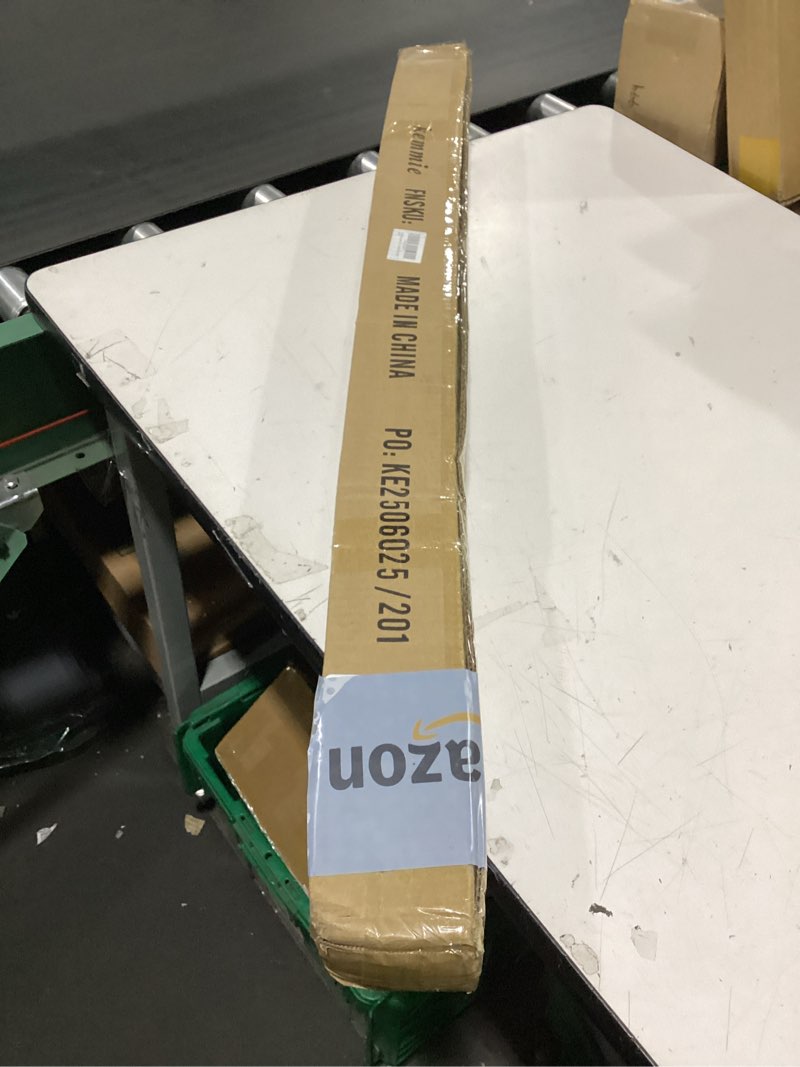 FNSKU:
MADE IN CHINA
PO: KE2506025/201
azon